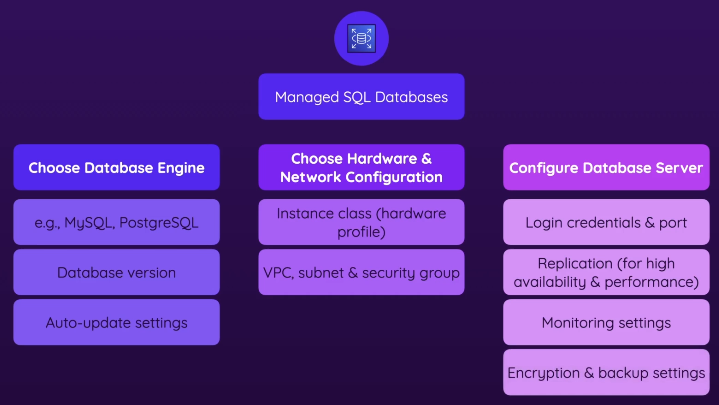 Managed SQL Databases
Choose Database Engine
e.g., MySQL, PostgreSQL
Database version
Auto-update settings
Choose Hardware &
Network Configuration
Instance class (hardware
profile)
VPC, subnet & security group
Configure Database Server
Login credentials & port
Replication (for high
availability & performance)
Monitoring settings
Encryption & backup settings